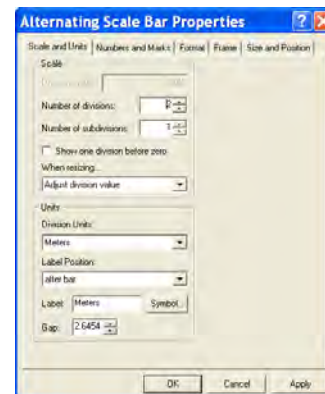 Alternating Scale Bar Properties
Scale and Units Numbers and Marks Format Frame Size and Position
Scale
Number of divisions:
Number of subdivisions:
Show one division before zero
When resizing...
Adjust division value
Units
Division Units:
Meters
Label Position:
after bar
Label: Meters Symbol...
Gap: 2.6454
OK Cancel Apply